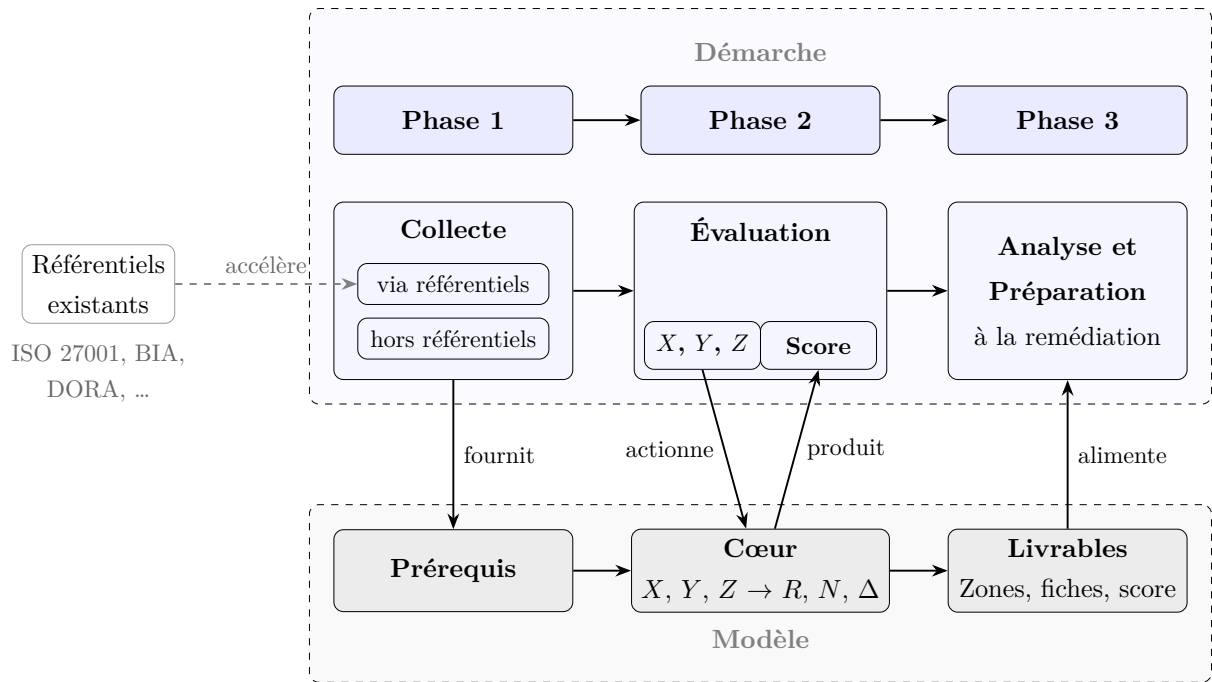 Démarche
Phase 1
Phase 2
Phase 3
Collecte
via référentiels
hors référentiels
Évaluation
X, Y, Z
Score
Analyse et
Préparation
à la remédiation
Référentiels
existants
accélère
ISO 27001, BIA,
DORA, ...
fournit
actionne
produit
alimente
Prérequis
Cœur
X, Y, Z → R, N, Δ
Livrables
Zones, fiches, score
Modèle